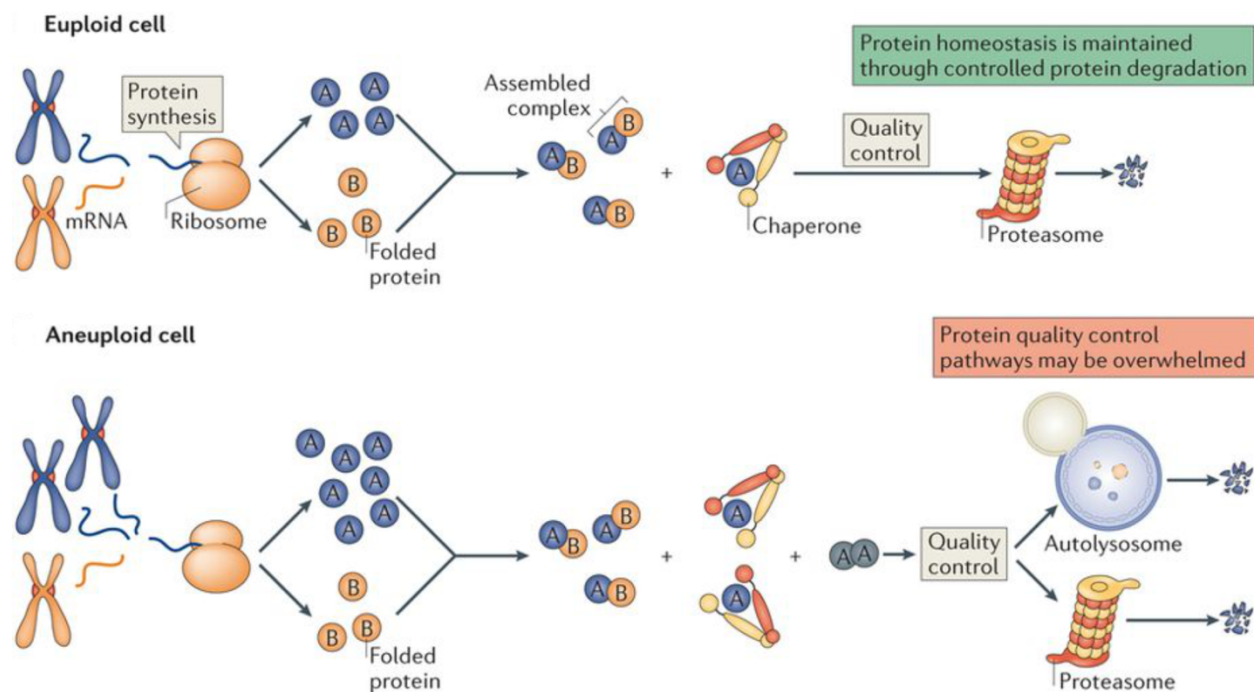 Euploid cell
Protein
synthesis
mRNA
Ribosome
A
A
A
A
B
B
B
Folded
protein
Assembled
complex
A
B
A
B
A
B
+
A
Chaperone
Quality
control
Protein homeostasis is maintained
through controlled protein degradation
Proteasome
Aneuploid cell
A
A
A
A
A
A
A
B
B
B
Folded
protein
A
B
A
B
A
B
+
A
A
+
A
A
Quality
control
Protein quality control
pathways may be overwhelmed
Autolysosome
Proteasome